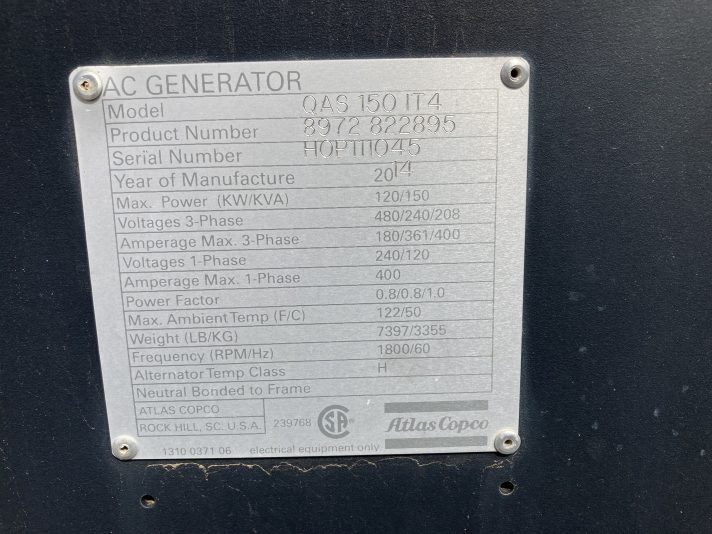 AC GENERATOR
Model QAS 150 IT4
Product Number 8972 822895
Serial Number HOP111045
Year of Manufacture 2014
Max. Power (KW/KVA) 120/150
Voltages 3-Phase 480/240/208
Amperage Max. 3-Phase 180/361/400
Voltages 1-Phase 240/120
Amperage Max. 1-Phase 400
Power Factor 0.8/0.8/1.0
Max. Ambient Temp (F/C) 122/50
Weight (LB/KG) 7397/3355
Frequency (RPM/Hz) 1800/60
Alternator Temp Class H
Neutral Bonded to Frame
ATLAS COPCO
ROCK HILL, SC. U.S.A. 239768 SA Atlas Copco
1310 0371 06 electrical equipment only